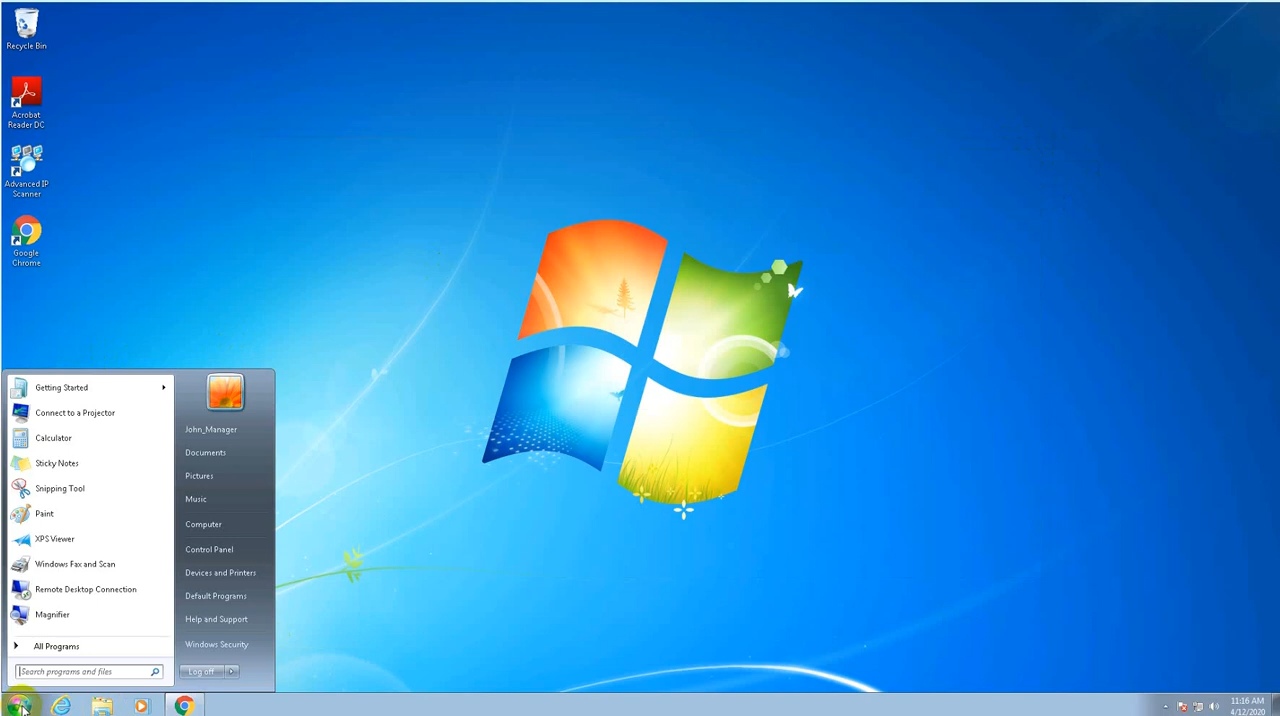 Recycle Bin
Acrobat
Reader DC
Advanced IP
Scanner
Google
Chrome
Getting Started
Connect to a Projector
Calculator
Sticky Notes
Snipping Tool
Paint
XPS Viewer
Windows Fax and Scan
Remote Desktop Connection
Magnifier
All Programs
Search programs and files
John_Manager
Documents
Pictures
Music
Computer
Control Panel
Devices and Printers
Default Programs
Help and Support
Windows Security
Log off
11:16 AM
4/12/2020